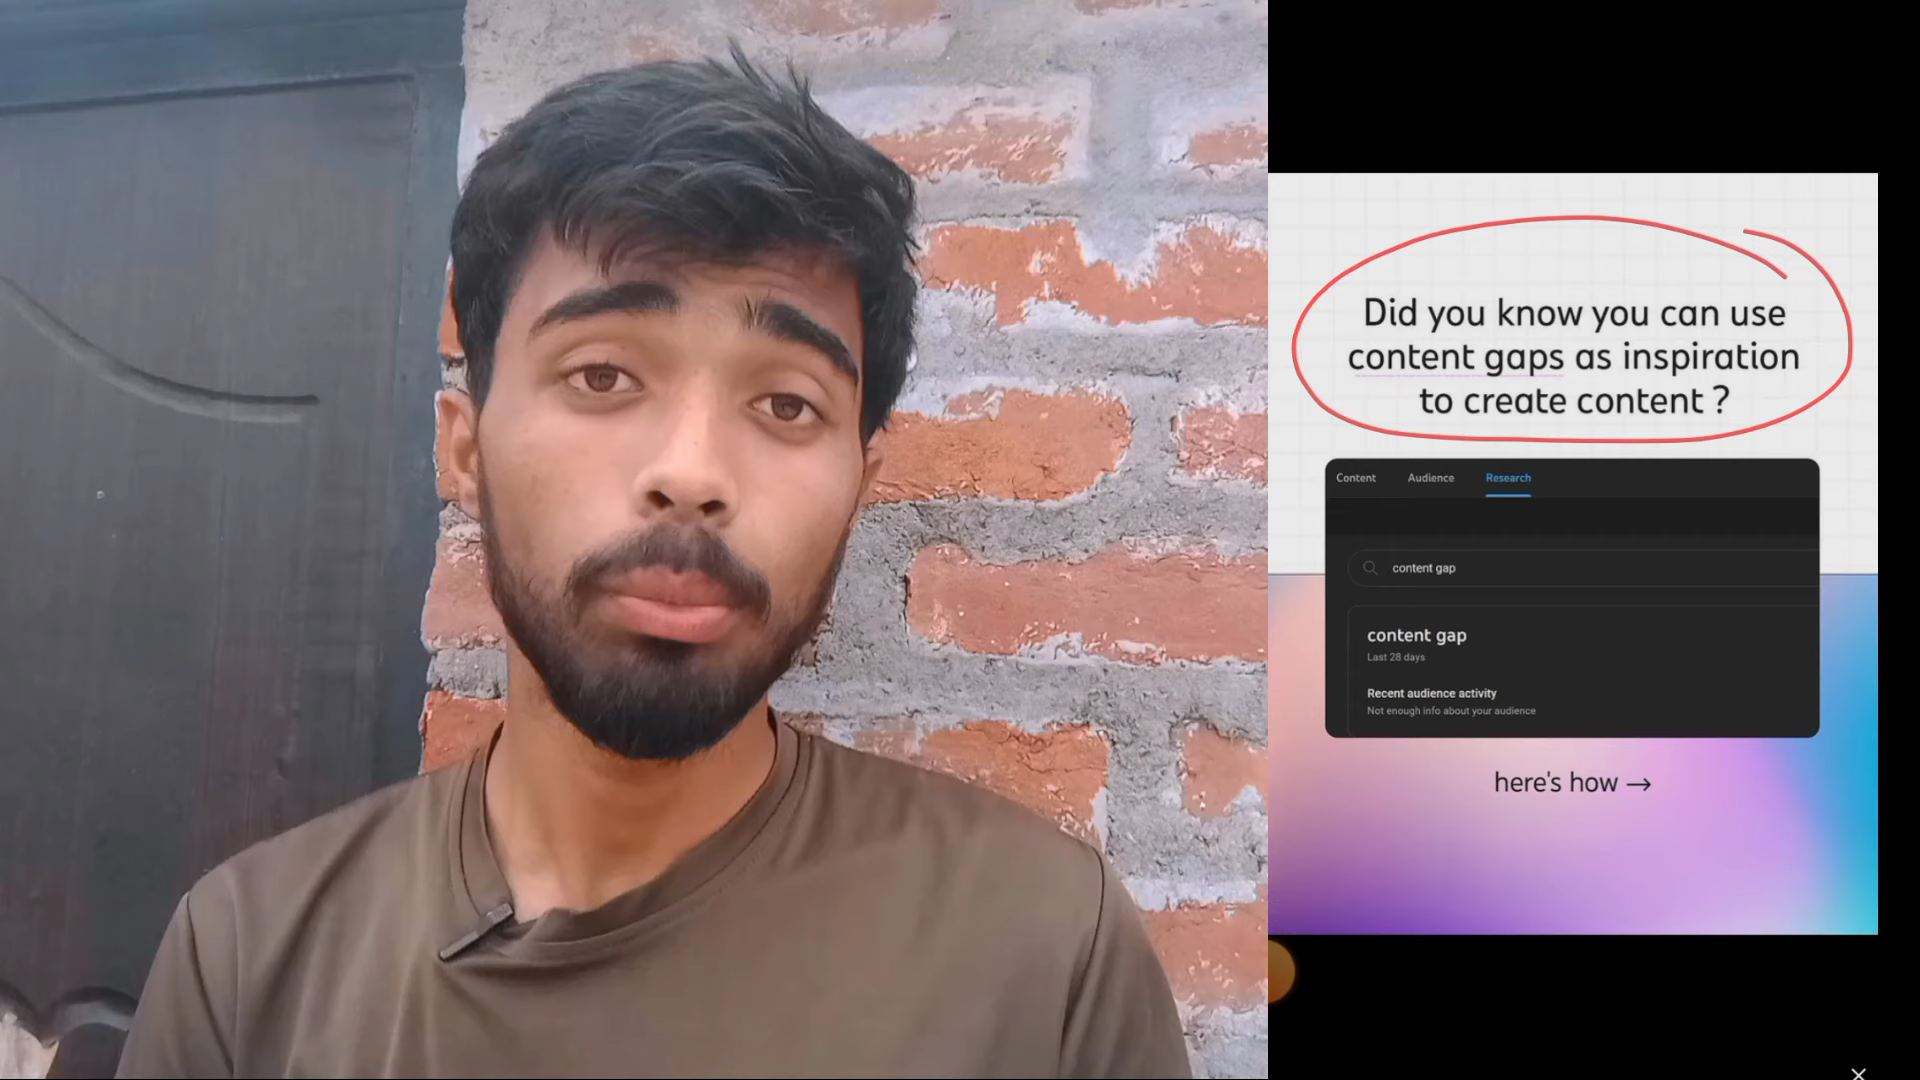 Did you know you can use
content gaps as inspiration
to create content ?
Content Audience Research
content gap
content gap
Last 28 days
Recent audience activity
Not enough info about your audience
here's how →